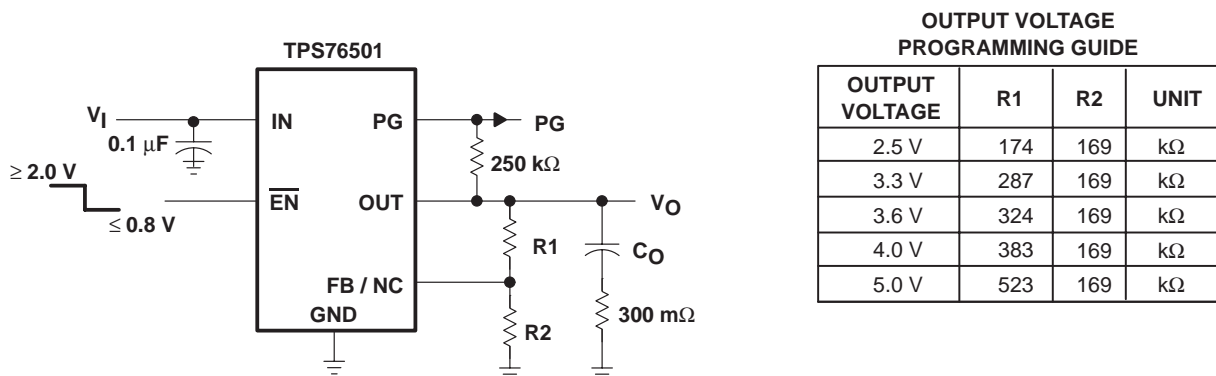 TPS76501
V_I
IN
PG
PG
0.1 μF
250 kΩ
≥ 2.0 V
E̅N̅
OUT
V_O
≤ 0.8 V
R1
C_O
FB / NC
GND
R2
300 mΩ
OUTPUT VOLTAGE
PROGRAMMING GUIDE
OUTPUT VOLTAGE R1 R2 UNIT
2.5 V 174 169 kΩ
3.3 V 287 169 kΩ
3.6 V 324 169 kΩ
4.0 V 383 169 kΩ
5.0 V 523 169 kΩ